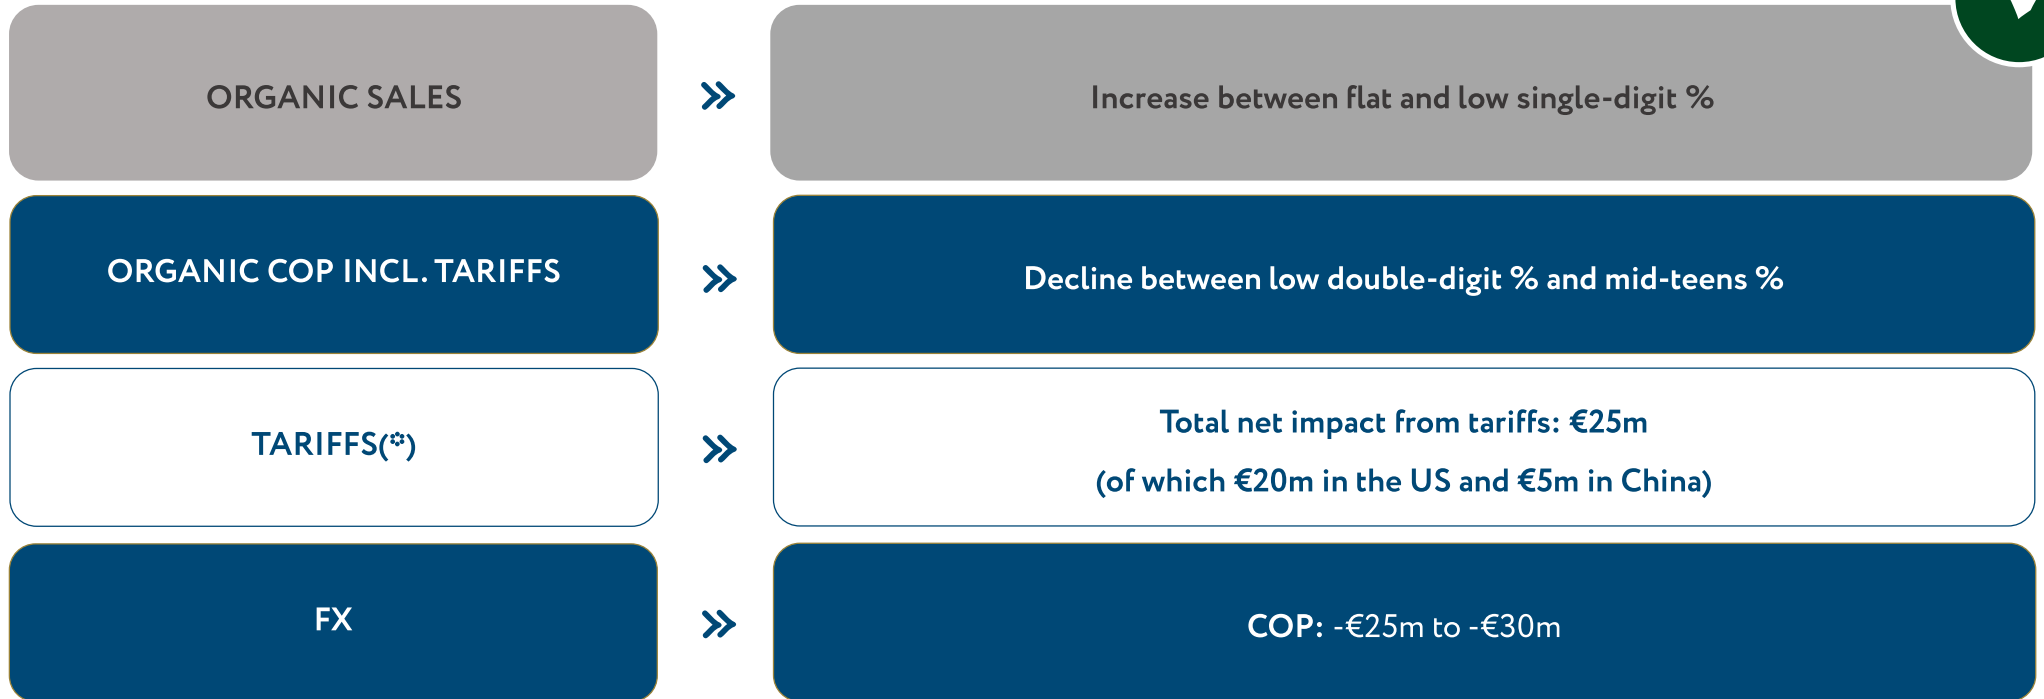 ORGANIC SALES
Increase between flat and low single-digit %
ORGANIC COP INCL. TARIFFS
Decline between low double-digit % and mid-teens %
TARIFFS(*)
Total net impact from tariffs: €25m
(of which €20m in the US and €5m in China)
FX
COP: -€25m to -€30m